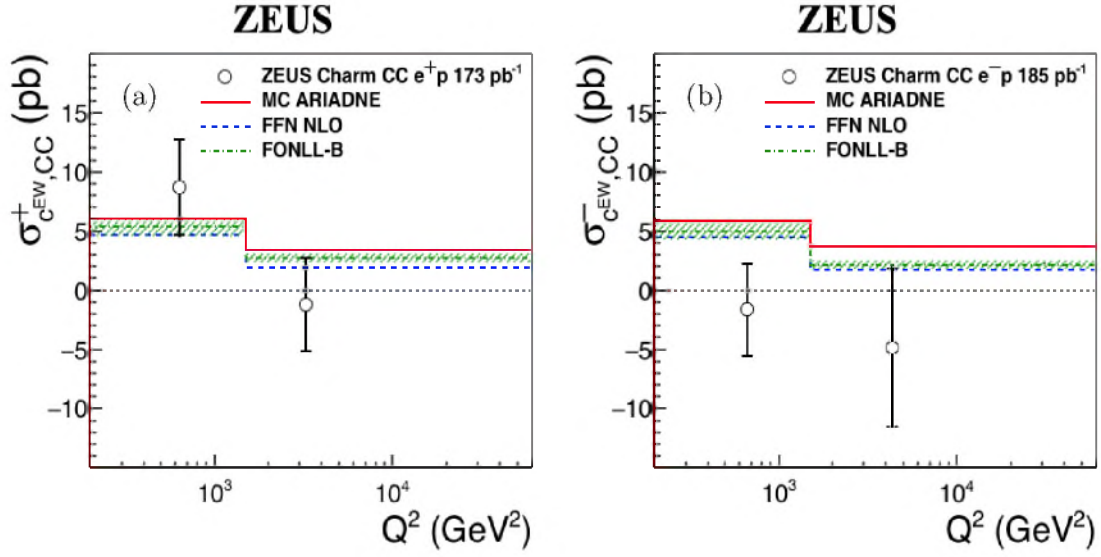 ZEUS
ZEUS
(a)
ZEUS Charm CC e⁺p 173 pb⁻¹
MC ARIADNE
FFN NLO
FONLL-B
σ⁺cᴱᵂ,CC (pb)
15
10
5
0
−5
−10
10³
10⁴
Q² (GeV²)
(b)
ZEUS Charm CC e⁻p 185 pb⁻¹
MC ARIADNE
FFN NLO
FONLL-B
σ⁻cᴱᵂ,CC (pb)
15
10
5
0
−5
−10
10³
10⁴
Q² (GeV²)